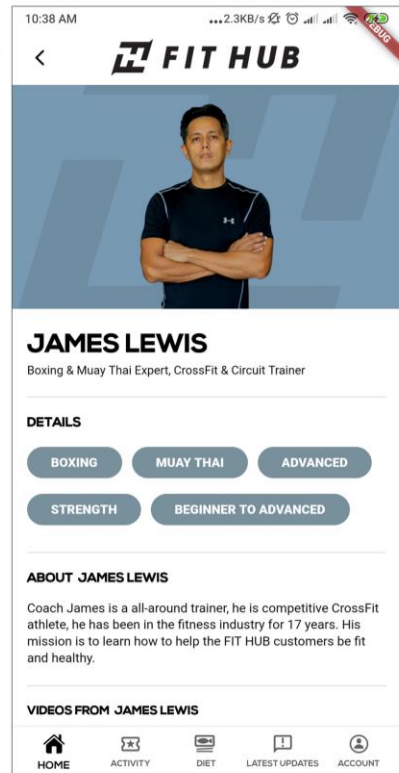 10:38 AM
...2.3KB/s
DEBUG
FIT HUB
JAMES LEWIS
Boxing & Muay Thai Expert, CrossFit & Circuit Trainer
DETAILS
BOXING
MUAY THAI
ADVANCED
STRENGTH
BEGINNER TO ADVANCED
ABOUT JAMES LEWIS
Coach James is a all-around trainer, he is competitive CrossFit
athlete, he has been in the fitness industry for 17 years. His
mission is to learn how to help the FIT HUB customers be fit
and healthy.
VIDEOS FROM JAMES LEWIS
HOME
ACTIVITY
DIET
LATEST UPDATES
ACCOUNT